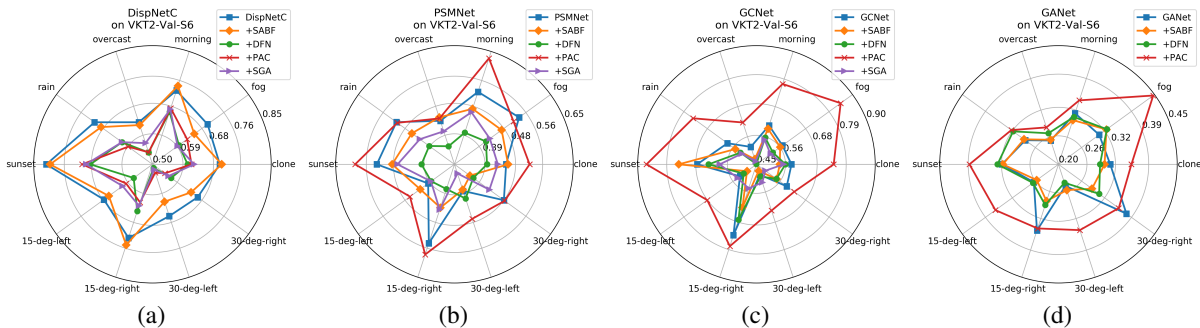 DispNetC
on VKT2-Val-S6
DispNetC
+SABF
+DFN
+PAC
+SGA
overcast
morning
rain
fog
sunset
clone
15-deg-left
30-deg-right
15-deg-right
30-deg-left
0.50
0.59
0.68
0.76
0.85
(a)
PSMNet
on VKT2-Val-S6
PSMNet
+SABF
+DFN
+PAC
+SGA
overcast
morning
rain
fog
sunset
clone
15-deg-left
30-deg-right
15-deg-right
30-deg-left
0.30
0.39
0.48
0.56
0.65
(b)
GCNet
on VKT2-Val-S6
GCNet
+SABF
+DFN
+PAC
+SGA
overcast
morning
rain
fog
sunset
clone
15-deg-left
30-deg-right
15-deg-right
30-deg-left
0.45
0.56
0.68
0.79
0.90
(c)
GANet
on VKT2-Val-S6
GANet
+SABF
+DFN
+PAC
overcast
morning
rain
fog
sunset
clone
15-deg-left
30-deg-right
15-deg-right
30-deg-left
0.20
0.26
0.32
0.39
0.45
(d)